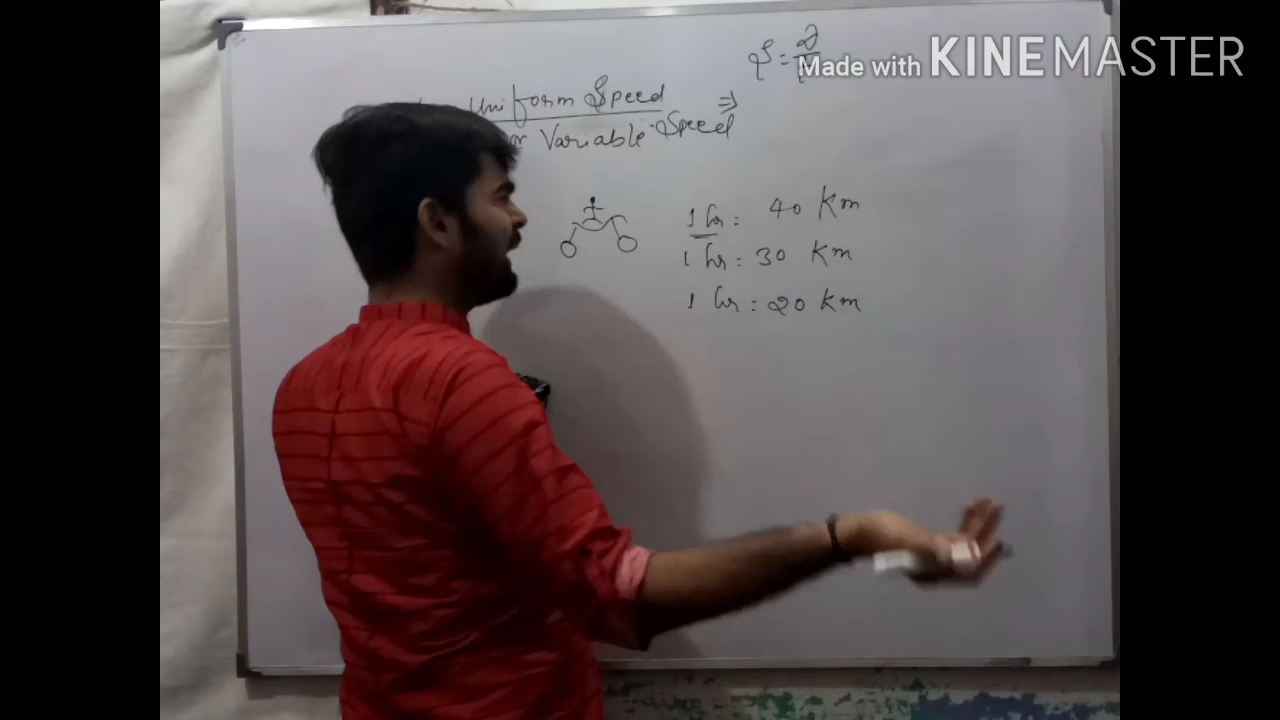 S = d
Made with KINEMASTER
Uniform Speed
or Variable Speed ⇒
1 hr = 40 Km
1 hr = 30 Km
1 hr = 20 Km